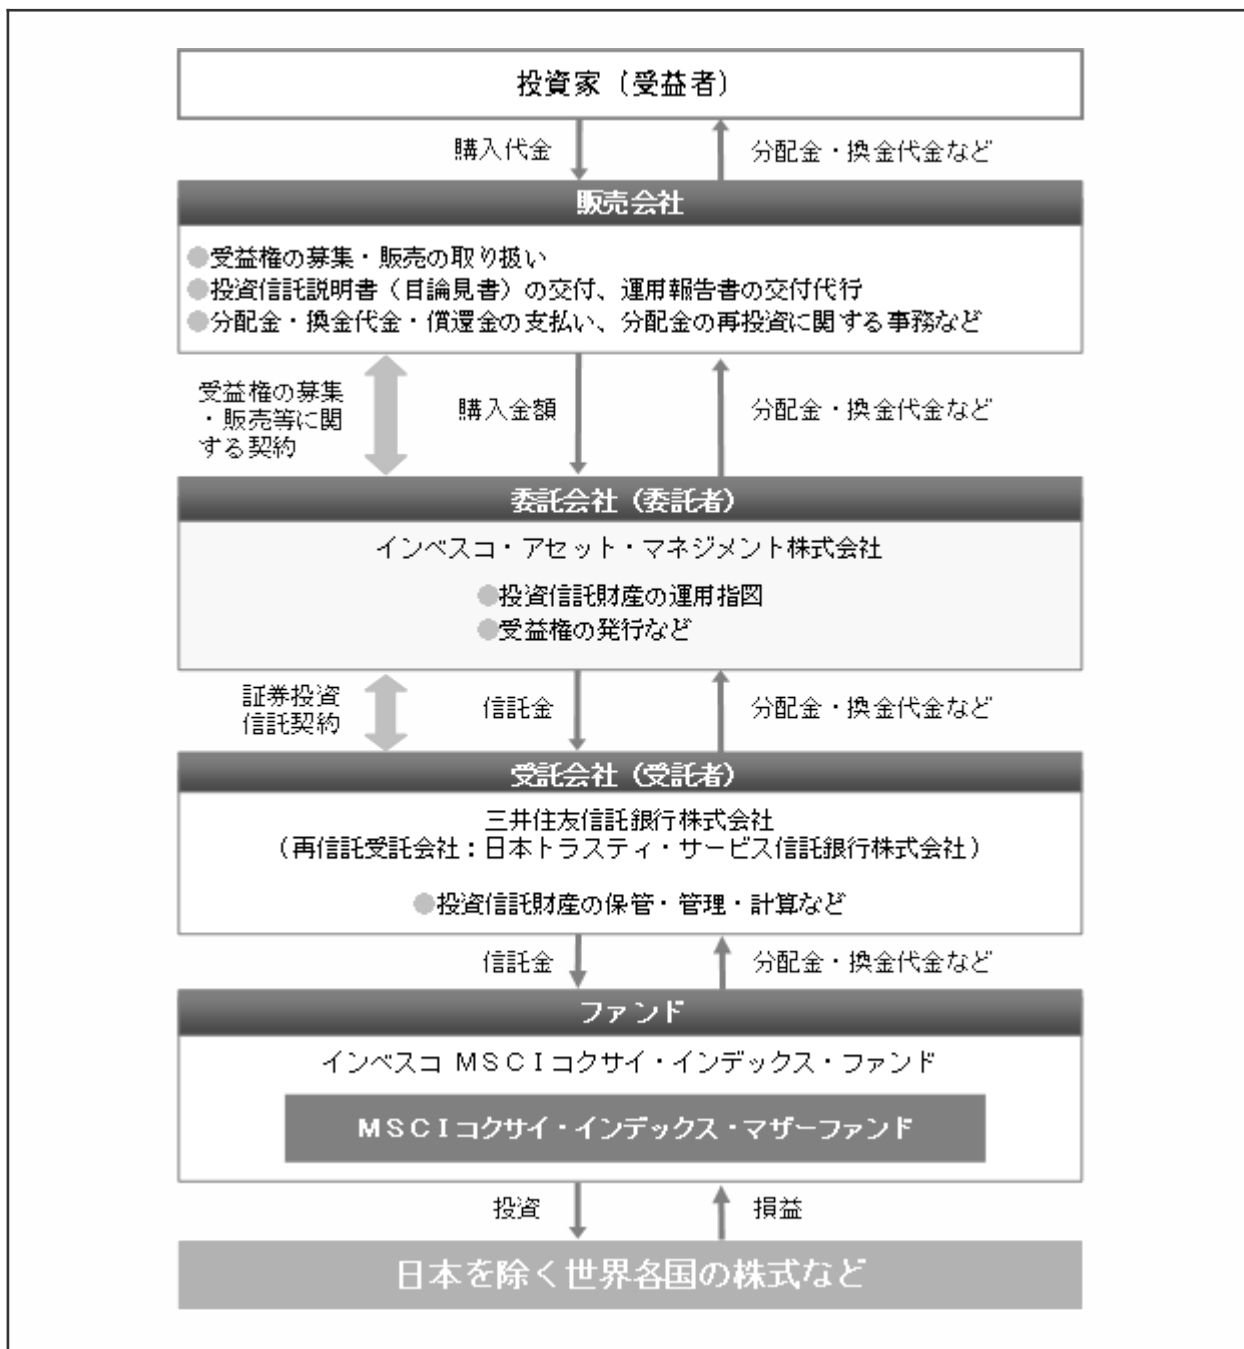 投資家（受益者）
購入代金
分配金・換金代金など
販売会社
●受益権の募集・販売の取り扱い
●投資信託説明書（目論見書）の交付、運用報告書の交付代行
●分配金・換金代金・償還金の支払い、分配金の再投資に関する事務など
受益権の募集
・販売等に関
する契約
購入金額
分配金・換金代金など
委託会社（委託者）
インベスコ・アセット・マネジメント株式会社
●投資信託財産の運用指図
●受益権の発行など
証券投資
信託契約
信託金
分配金・換金代金など
受託会社（受託者）
三井住友信託銀行株式会社
（再信託受託会社：日本トラスティ・サービス信託銀行株式会社）
●投資信託財産の保管・管理・計算など
信託金
分配金・換金代金など
ファンド
インベスコ ＭＳＣＩコクサイ・インデックス・ファンド
ＭＳＣＩコクサイ・インデックス・マザーファンド
投資
損益
日本を除く世界各国の株式など